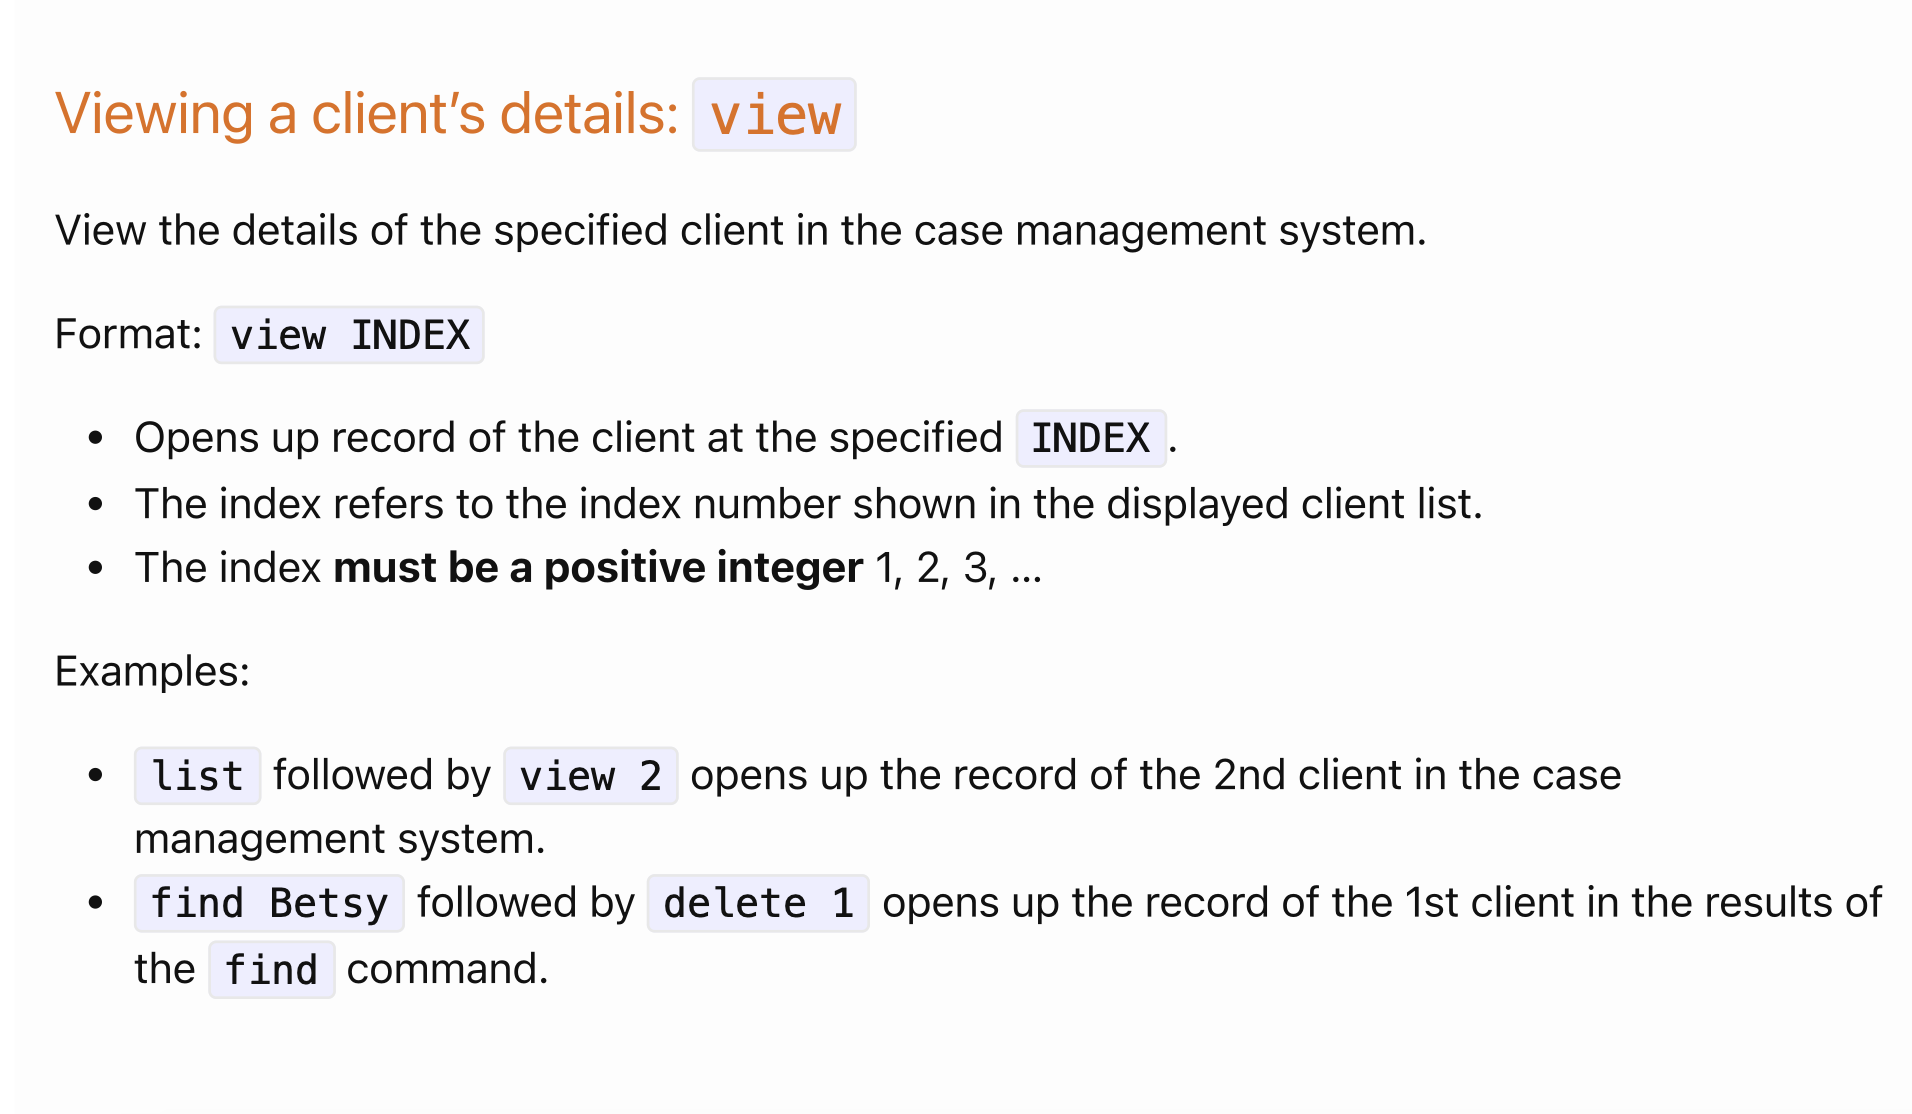 Viewing a client’s details: view
View the details of the specified client in the case management system.
Format: view INDEX
• Opens up record of the client at the specified INDEX.
• The index refers to the index number shown in the displayed client list.
• The index must be a positive integer 1, 2, 3, …
Examples:
• list followed by view 2 opens up the record of the 2nd client in the case
management system.
• find Betsy followed by delete 1 opens up the record of the 1st client in the results of
the find command.